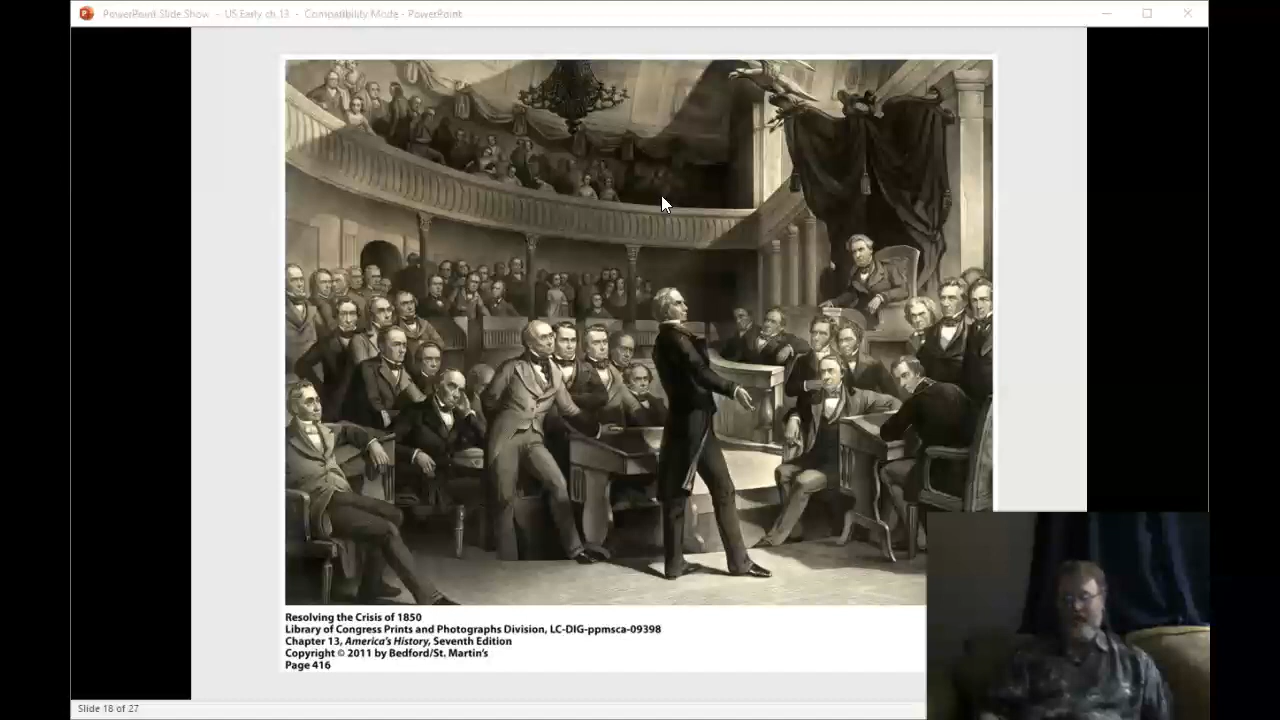 PowerPoint Slide Show - US Early ch 13 - Compatibility Mode - PowerPoint
Resolving the Crisis of 1850
Library of Congress Prints and Photographs Division, LC-DIG-ppmsca-09398
Chapter 13, America's History, Seventh Edition
Copyright © 2011 by Bedford/St. Martin's
Page 416
Slide 18 of 27